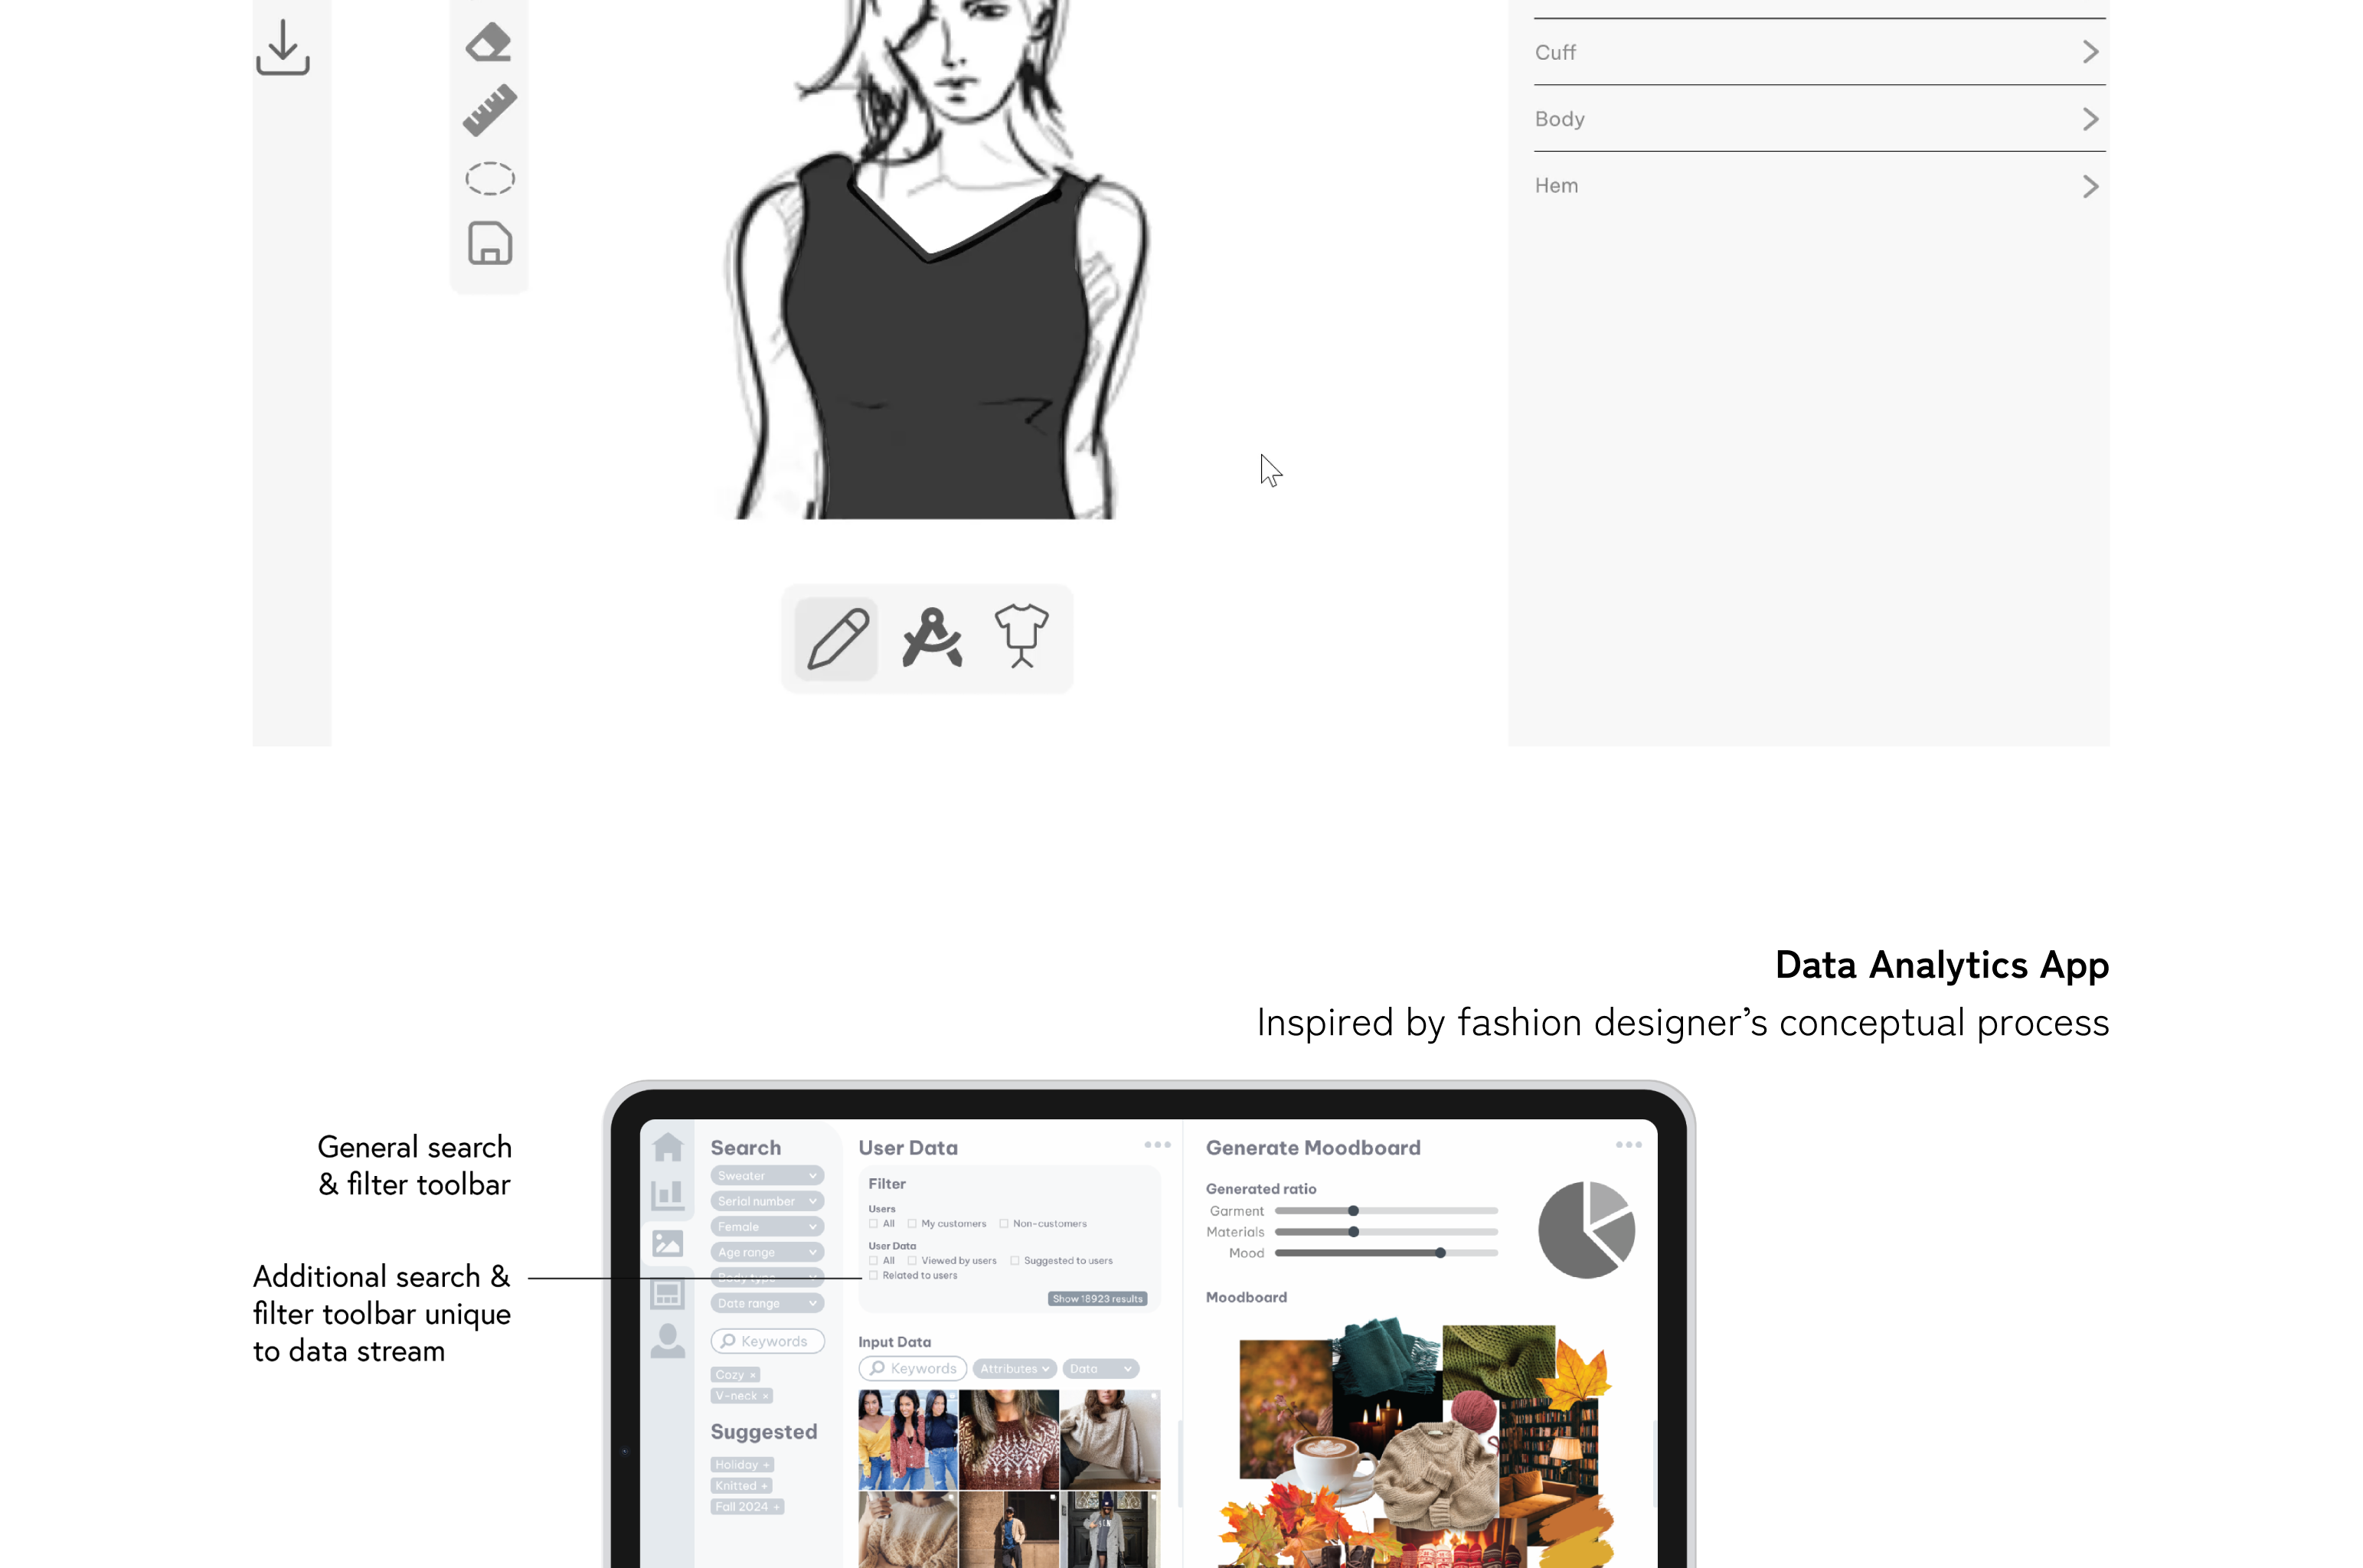 Cuff
Body
Hem
Data Analytics App
Inspired by fashion designer’s conceptual process
General search
& filter toolbar
Additional search &
filter toolbar unique
to data stream
Search
Sweater
Serial number
Female
Age range
Body type
Date range
Keywords
Cozy ×
V-neck ×
Suggested
Holiday +
Knitted +
Fall 2024 +
User Data
Filter
Users
All My customers Non-customers
User Data
All Viewed by users Suggested to users
Related to users
Show 18923 results
Input Data
Keywords Attributes Data
Generate Moodboard
Generated ratio
Garment
Materials
Mood
Moodboard